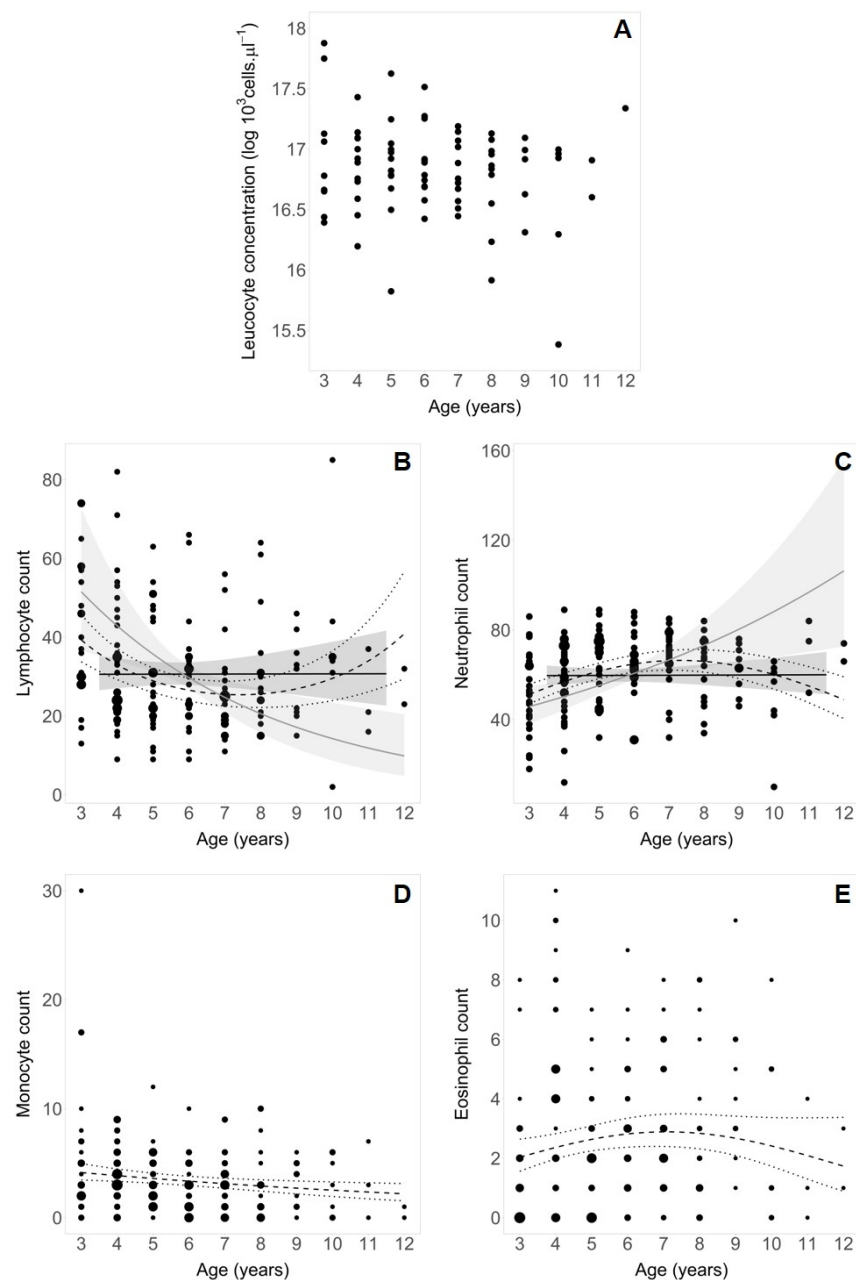 A
Leucocyte concentration (log 10³cells.µl⁻¹)
18
17.5
17
16.5
16
15.5
3 4 5 6 7 8 9 10 11 12
Age (years)
B
Lymphocyte count
80
60
40
20
0
3 4 5 6 7 8 9 10 11 12
Age (years)
C
Neutrophil count
160
120
80
40
3 4 5 6 7 8 9 10 11 12
Age (years)
D
Monocyte count
30
20
10
0
3 4 5 6 7 8 9 10 11 12
Age (years)
E
Eosinophil count
10
8
6
4
2
0
3 4 5 6 7 8 9 10 11 12
Age (years)